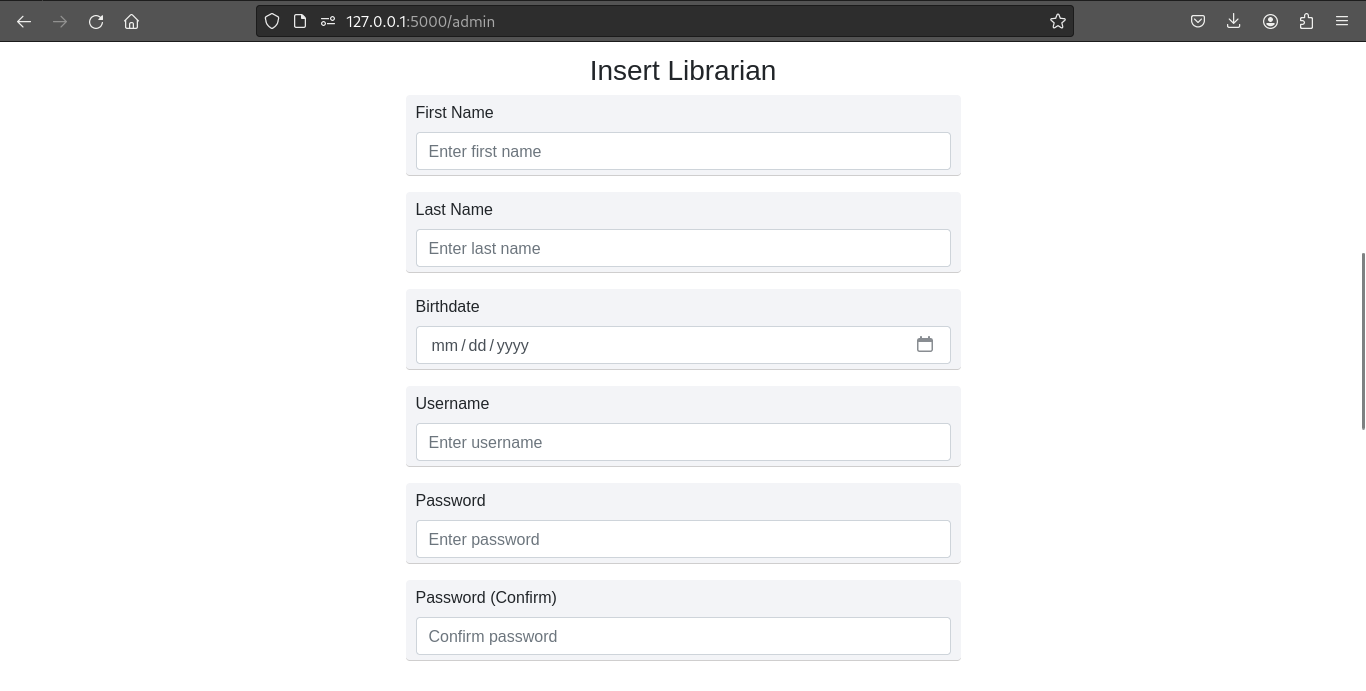 127.0.0.1:5000/admin
Insert Librarian
First Name
Enter first name
Last Name
Enter last name
Birthdate
mm/dd/yyyy
Username
Enter username
Password
Enter password
Password (Confirm)
Confirm password